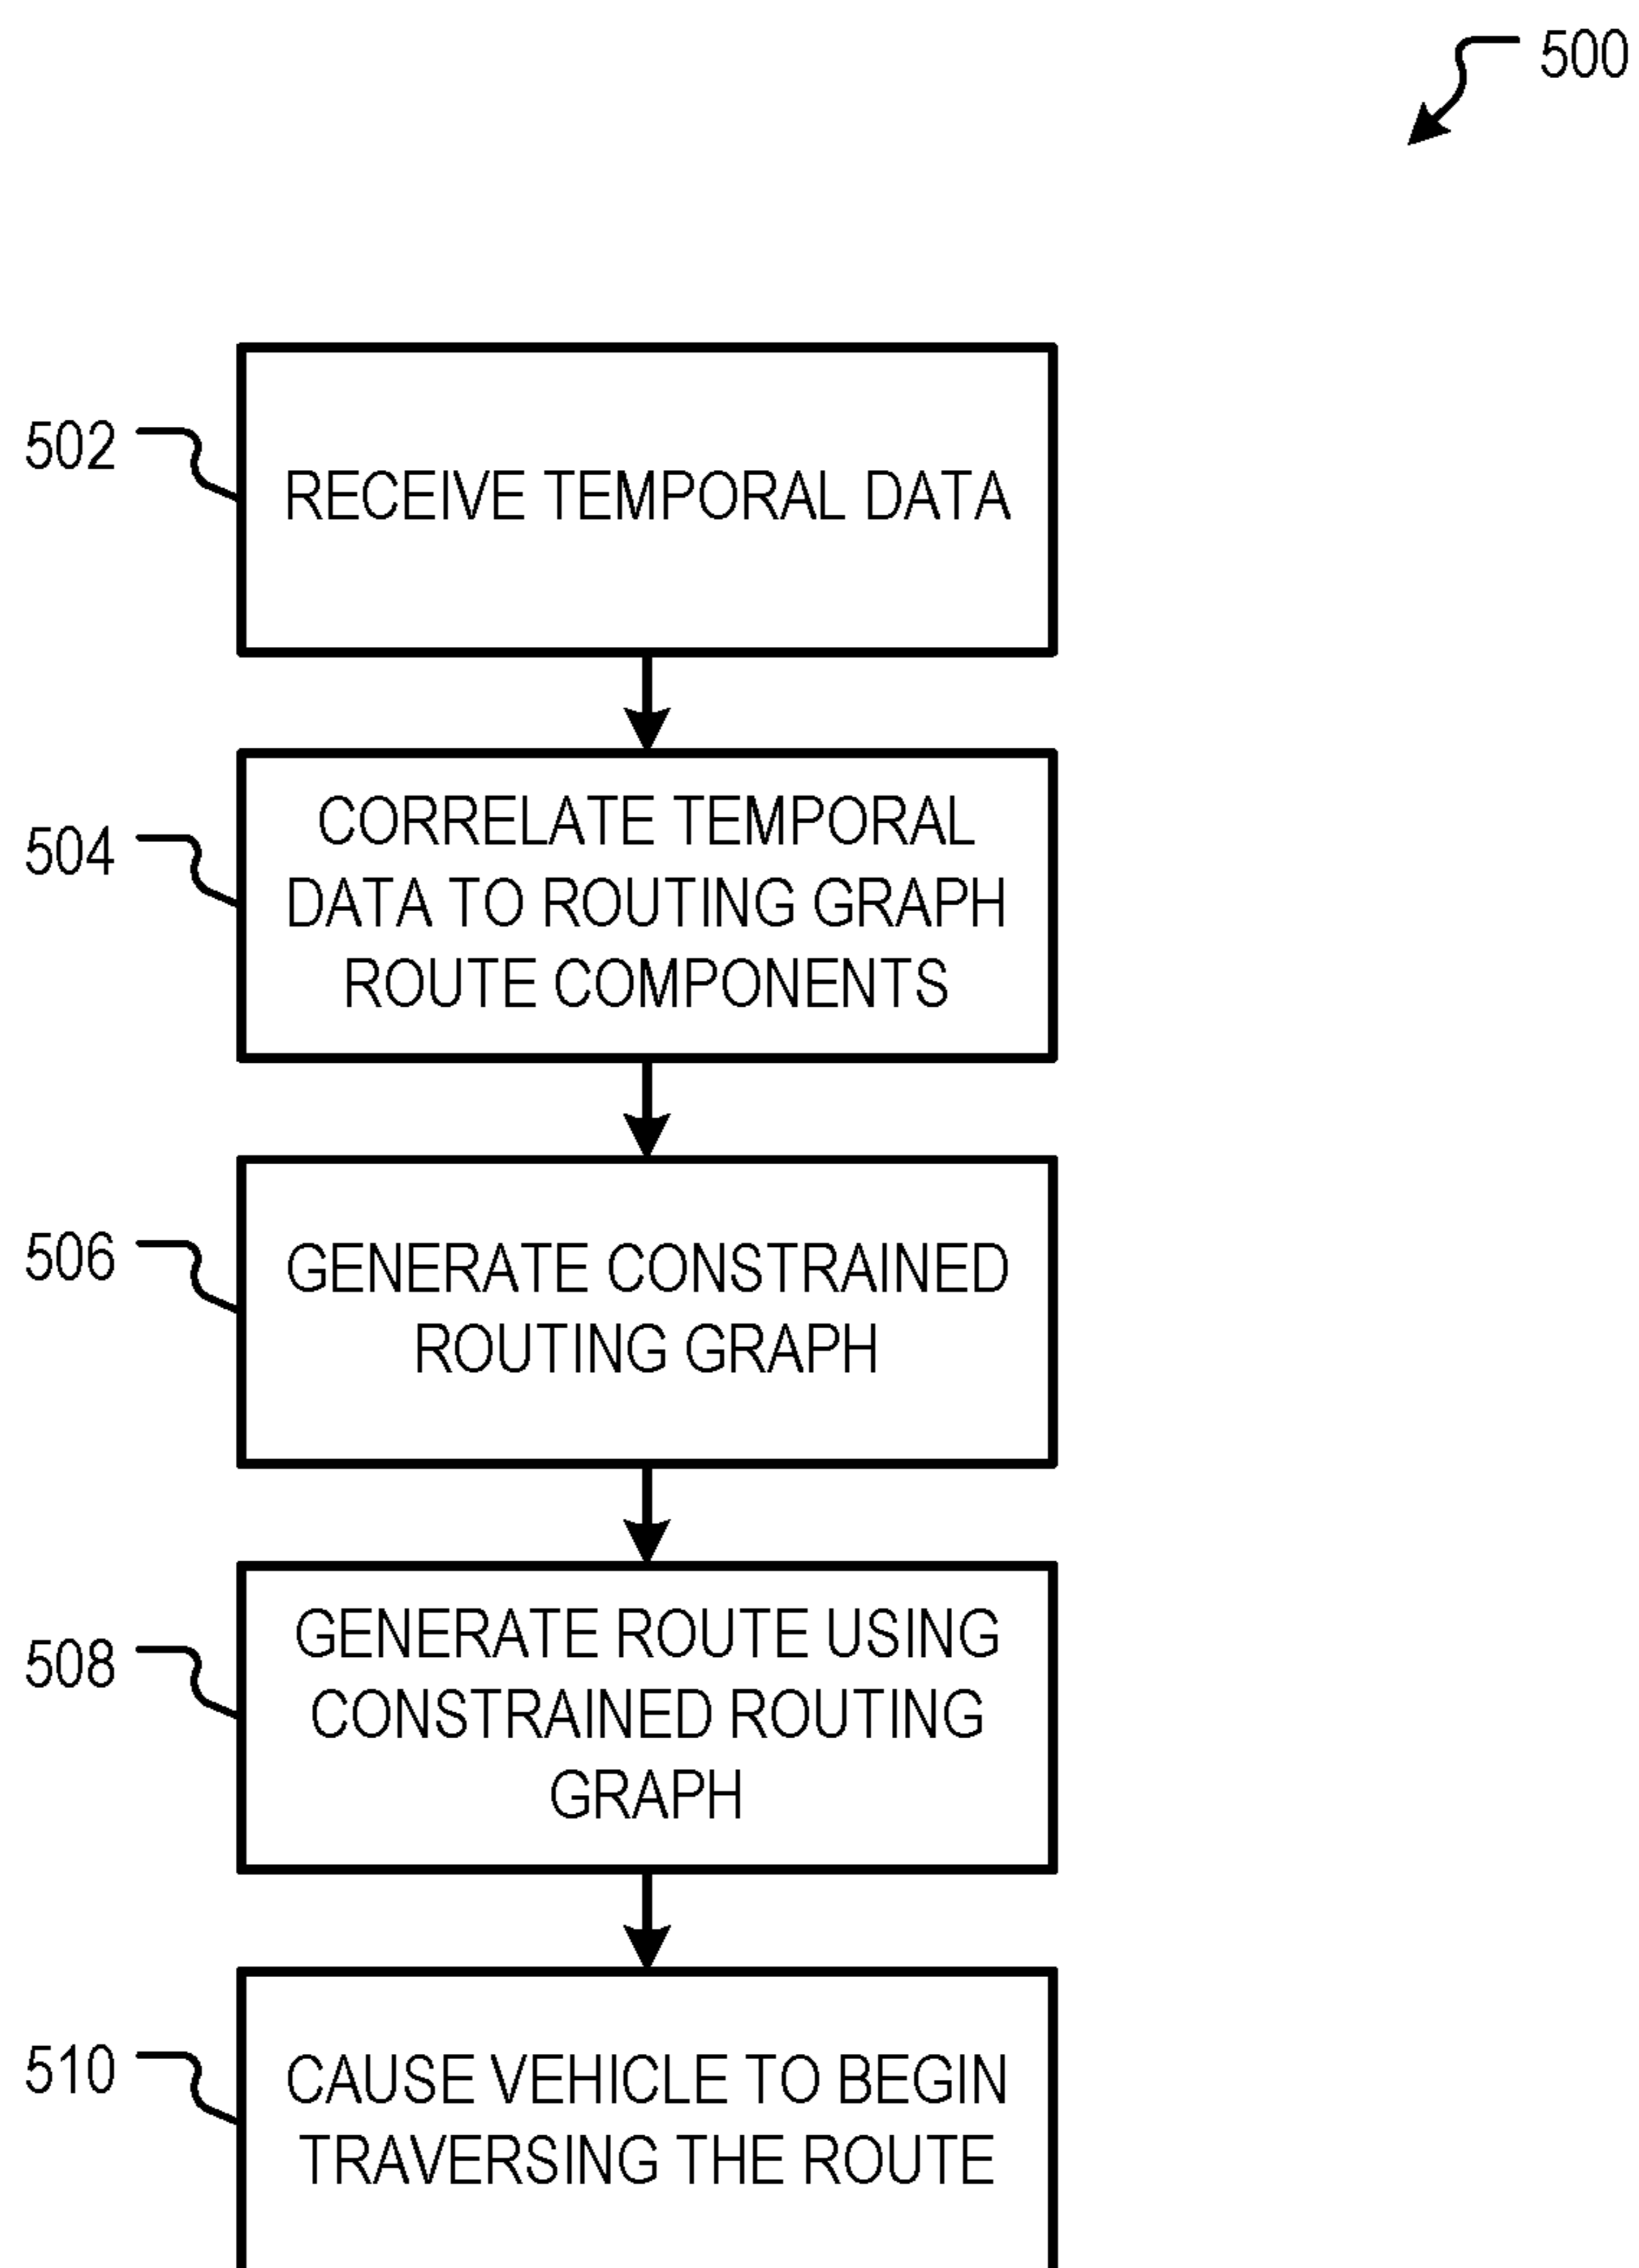 500
502
RECEIVE TEMPORAL DATA
504
CORRELATE TEMPORAL
DATA TO ROUTING GRAPH
ROUTE COMPONENTS
506
GENERATE CONSTRAINED
ROUTING GRAPH
508
GENERATE ROUTE USING
CONSTRAINED ROUTING
GRAPH
510
CAUSE VEHICLE TO BEGIN
TRAVERSING THE ROUTE